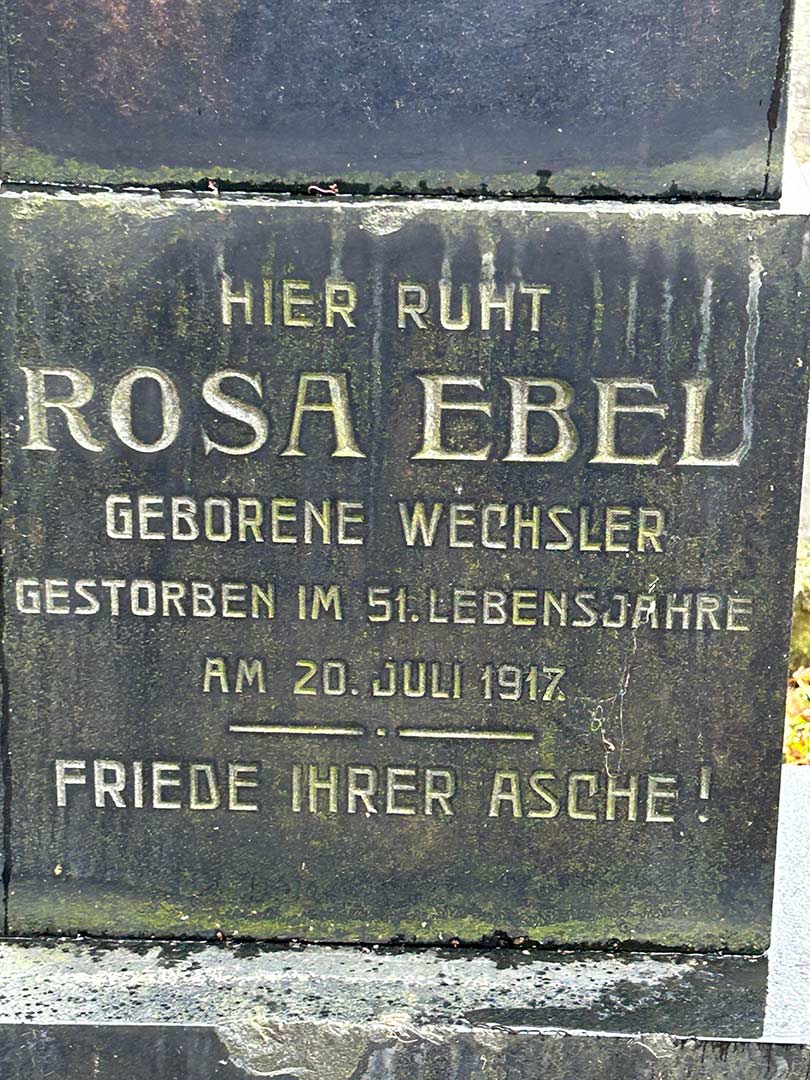 HIER RUHT
ROSA EBEL
GEBORENE WECHSLER
GESTORBEN IM 51. LEBENSJAHRE
AM 20. JULI 1917.
FRIEDE IHRER ASCHE!